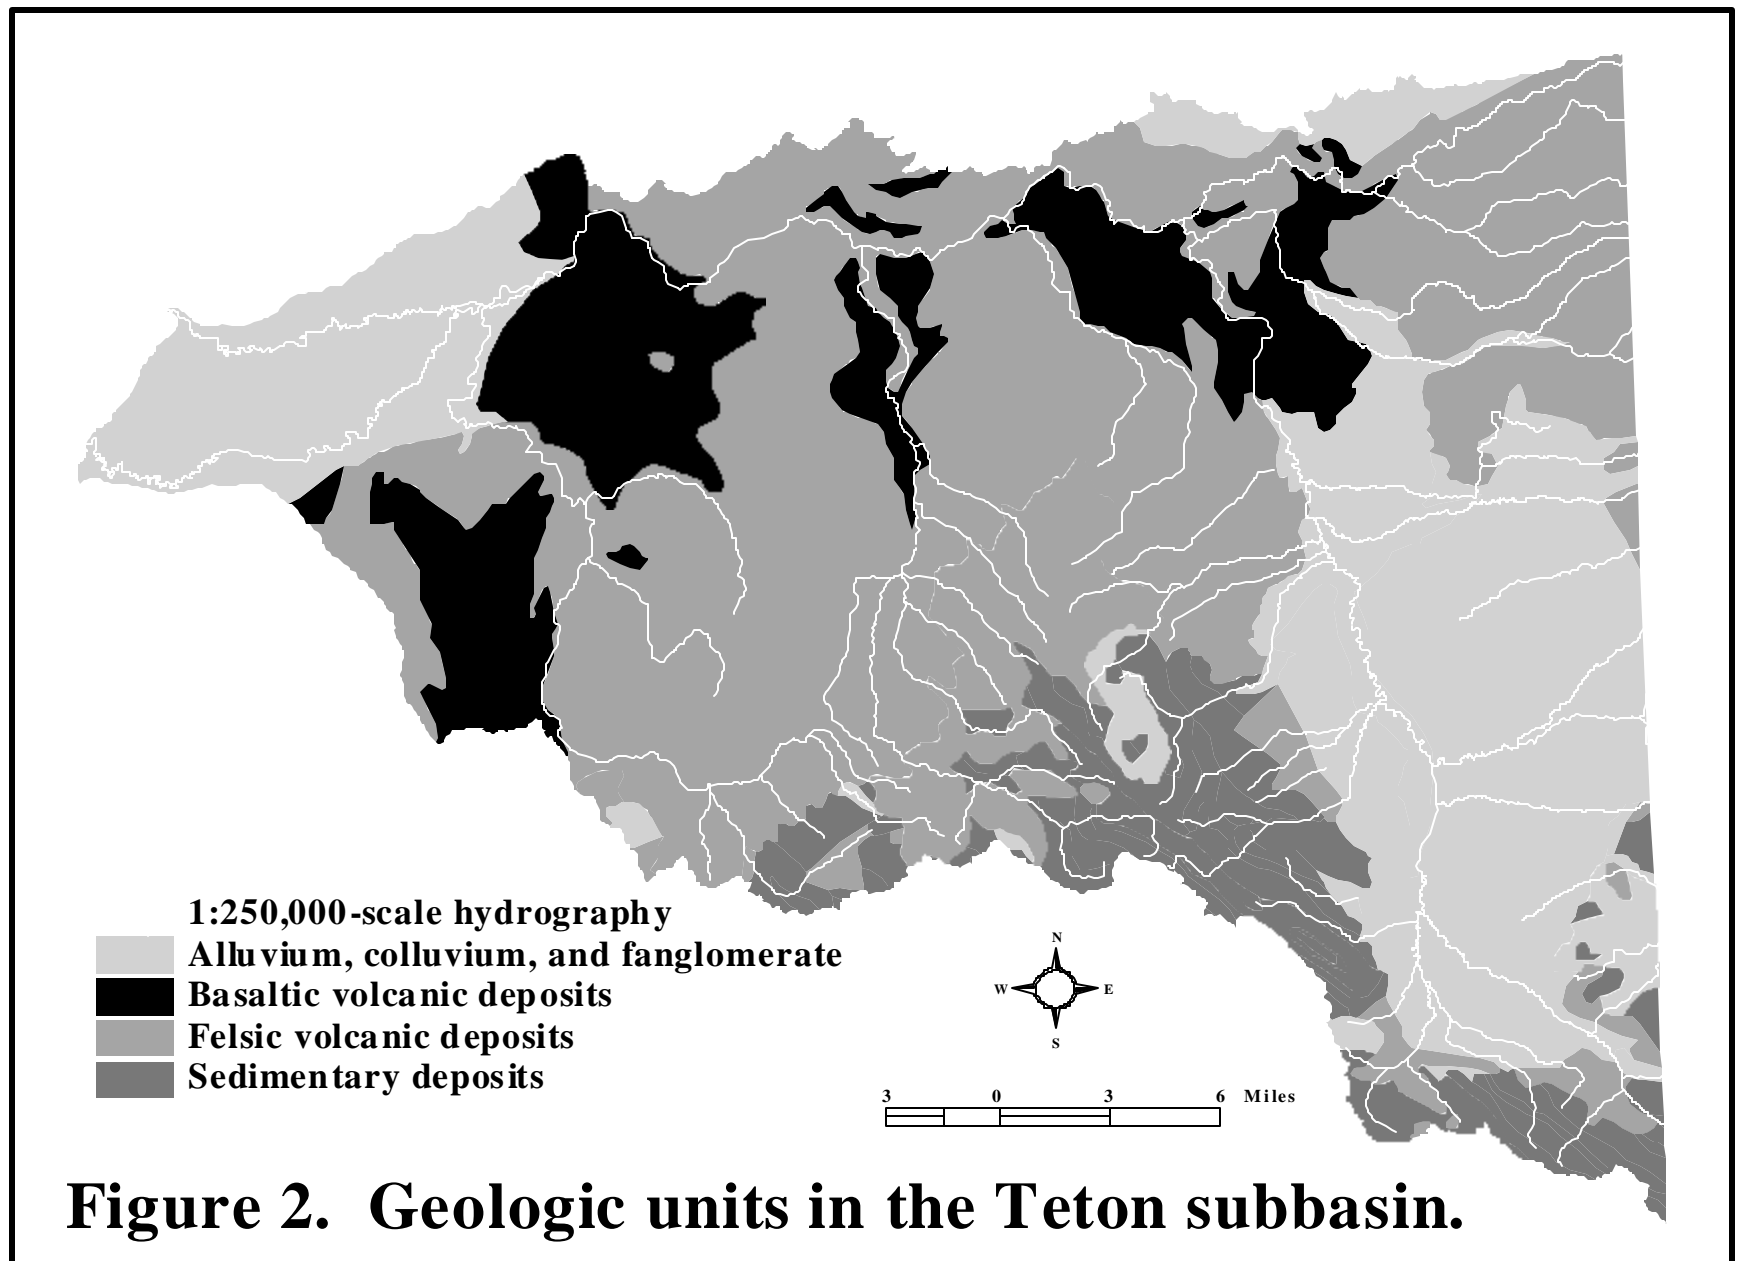 1:250,000-scale hydrography
Alluvium, colluvium, and fanglomerate
Basaltic volcanic deposits
Felsic volcanic deposits
Sedimentary deposits
N
W E
S
3 0 3 6 Miles
Figure 2. Geologic units in the Teton subbasin.